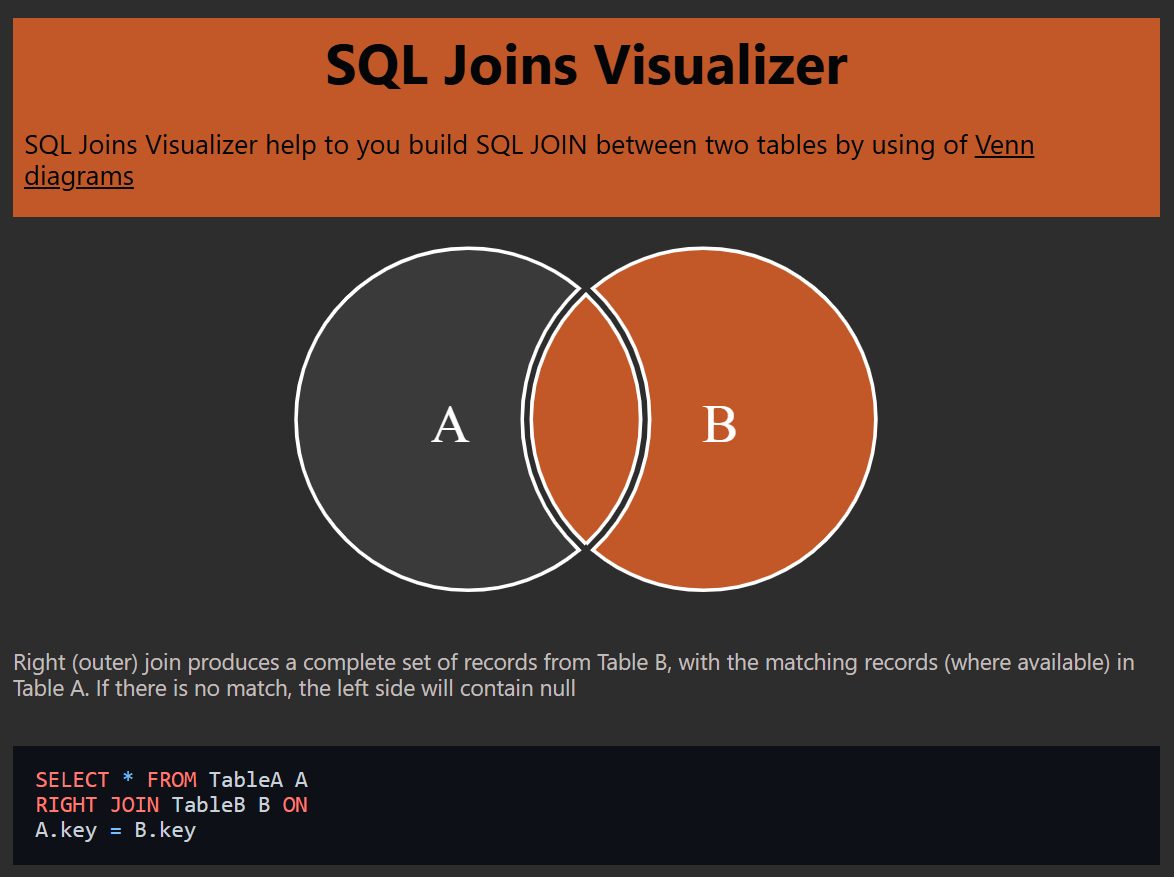 SQL Joins Visualizer
SQL Joins Visualizer help to you build SQL JOIN between two tables by using of Venn
diagrams
A
B
Right (outer) join produces a complete set of records from Table B, with the matching records (where available) in
Table A. If there is no match, the left side will contain null
SELECT * FROM TableA A
RIGHT JOIN TableB B ON
A.key = B.key